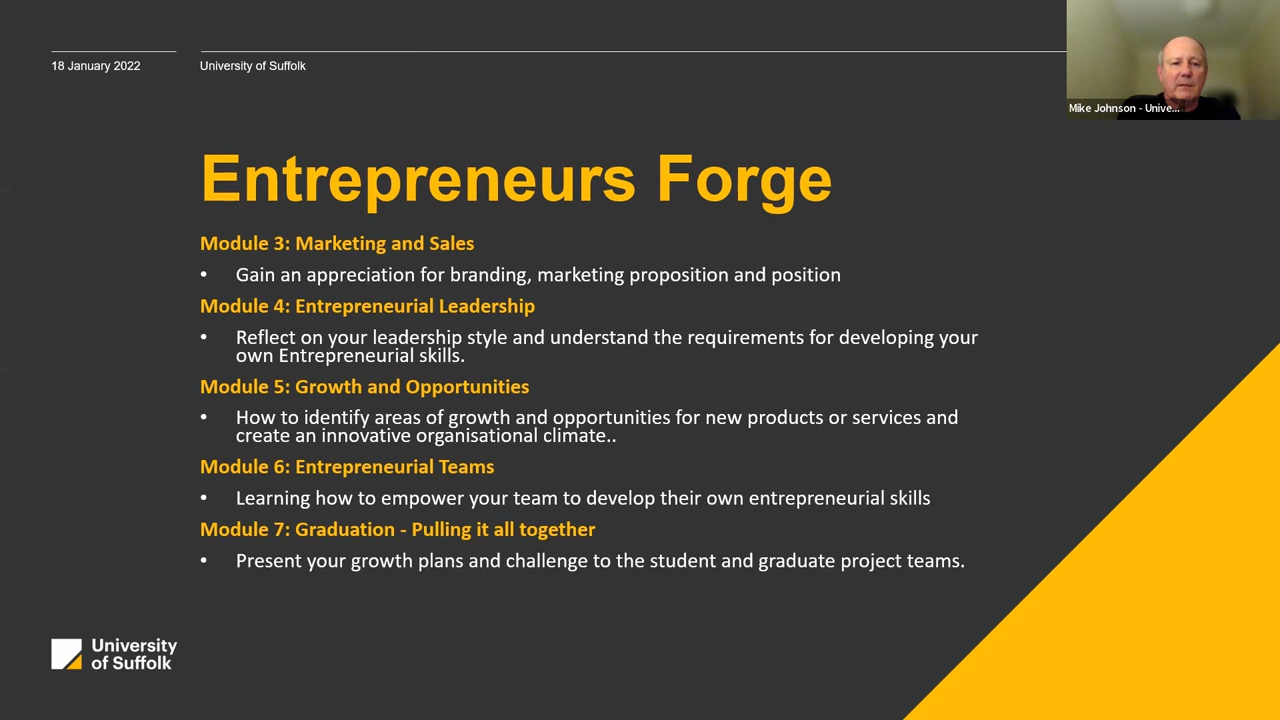 18 January 2022
University of Suffolk
Mike Johnson - Unive...
Entrepreneurs Forge
Module 3: Marketing and Sales
• Gain an appreciation for branding, marketing proposition and position
Module 4: Entrepreneurial Leadership
• Reflect on your leadership style and understand the requirements for developing your
own Entrepreneurial skills.
Module 5: Growth and Opportunities
• How to identify areas of growth and opportunities for new products or services and
create an innovative organisational climate..
Module 6: Entrepreneurial Teams
• Learning how to empower your team to develop their own entrepreneurial skills
Module 7: Graduation - Pulling it all together
• Present your growth plans and challenge to the student and graduate project teams.
University
of Suffolk